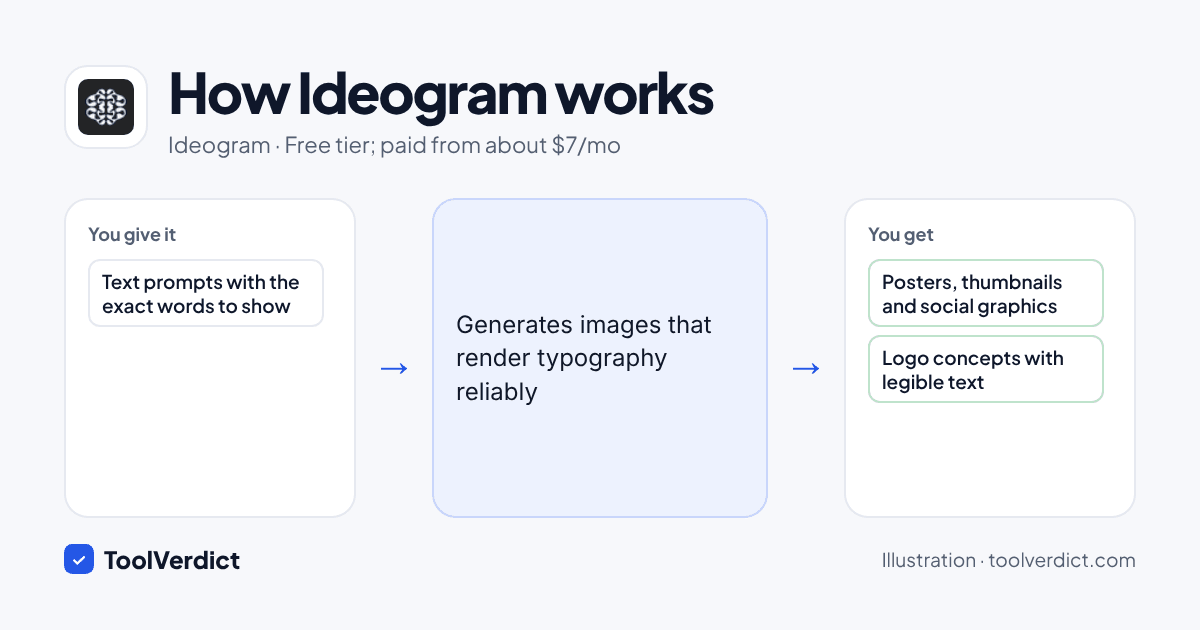 How Ideogram works
Ideogram · Free tier; paid from about $7/mo
You give it
Text prompts with the
exact words to show
→
Generates images that
render typography
reliably
→
You get
Posters, thumbnails
and social graphics
Logo concepts with
legible text
ToolVerdict
Illustration · toolverdict.com